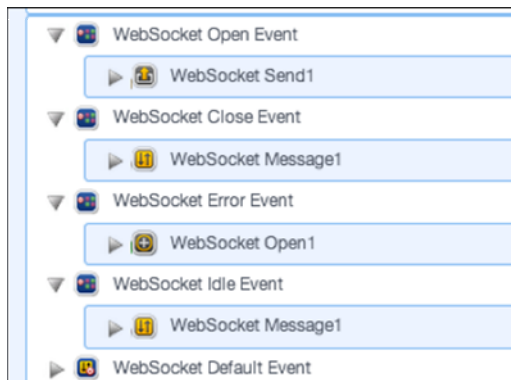 WebSocket Open Event
WebSocket Send1
WebSocket Close Event
WebSocket Message1
WebSocket Error Event
WebSocket Open1
WebSocket Idle Event
WebSocket Message1
WebSocket Default Event